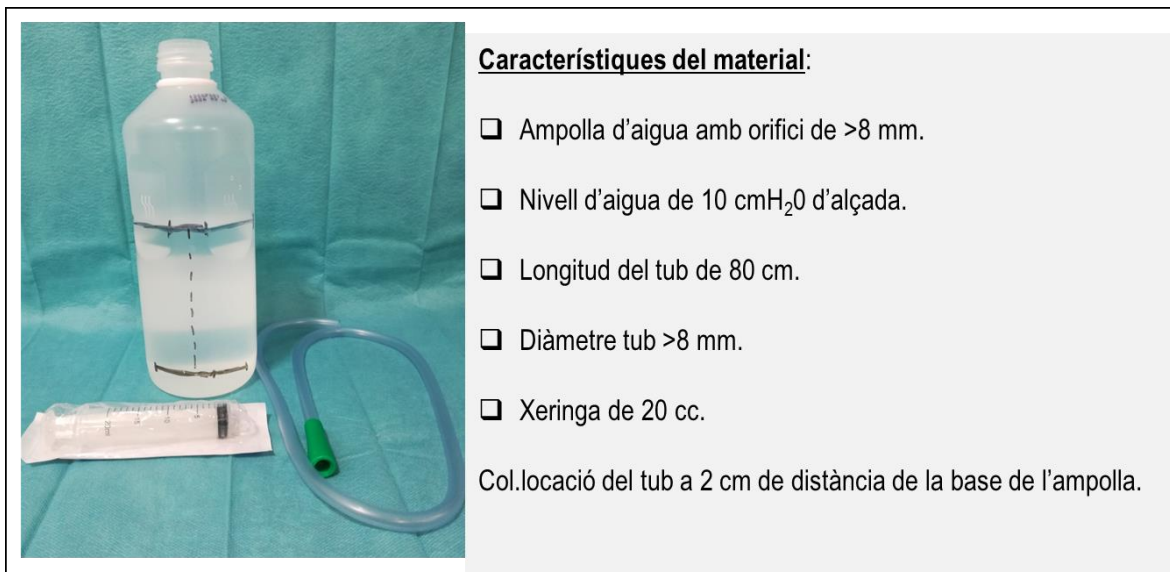 Característiques del material:
❑ Ampolla d’aigua amb orifici de >8 mm.
❑ Nivell d’aigua de 10 cmH₂0 d’alçada.
❑ Longitud del tub de 80 cm.
❑ Diàmetre tub >8 mm.
❑ Xeringa de 20 cc.
Col.locació del tub a 2 cm de distància de la base de l’ampolla.